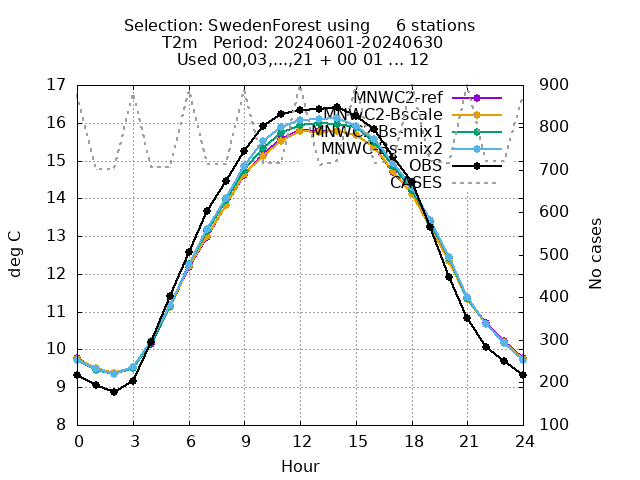 Selection: SwedenForest using 6 stations
T2m Period: 20240601-20240630
Used 00,03,...,21 + 00 01 ... 12
17
16
15
14
13
12
11
10
9
8
900
800
700
600
500
400
300
200
100
MNWC2-ref
MNWC2-Bscale
MNWC2-Bs-mix1
MNWC2-Bs-mix2
OBS
CASES
deg C
No cases
0 3 6 9 12 15 18 21 24
Hour